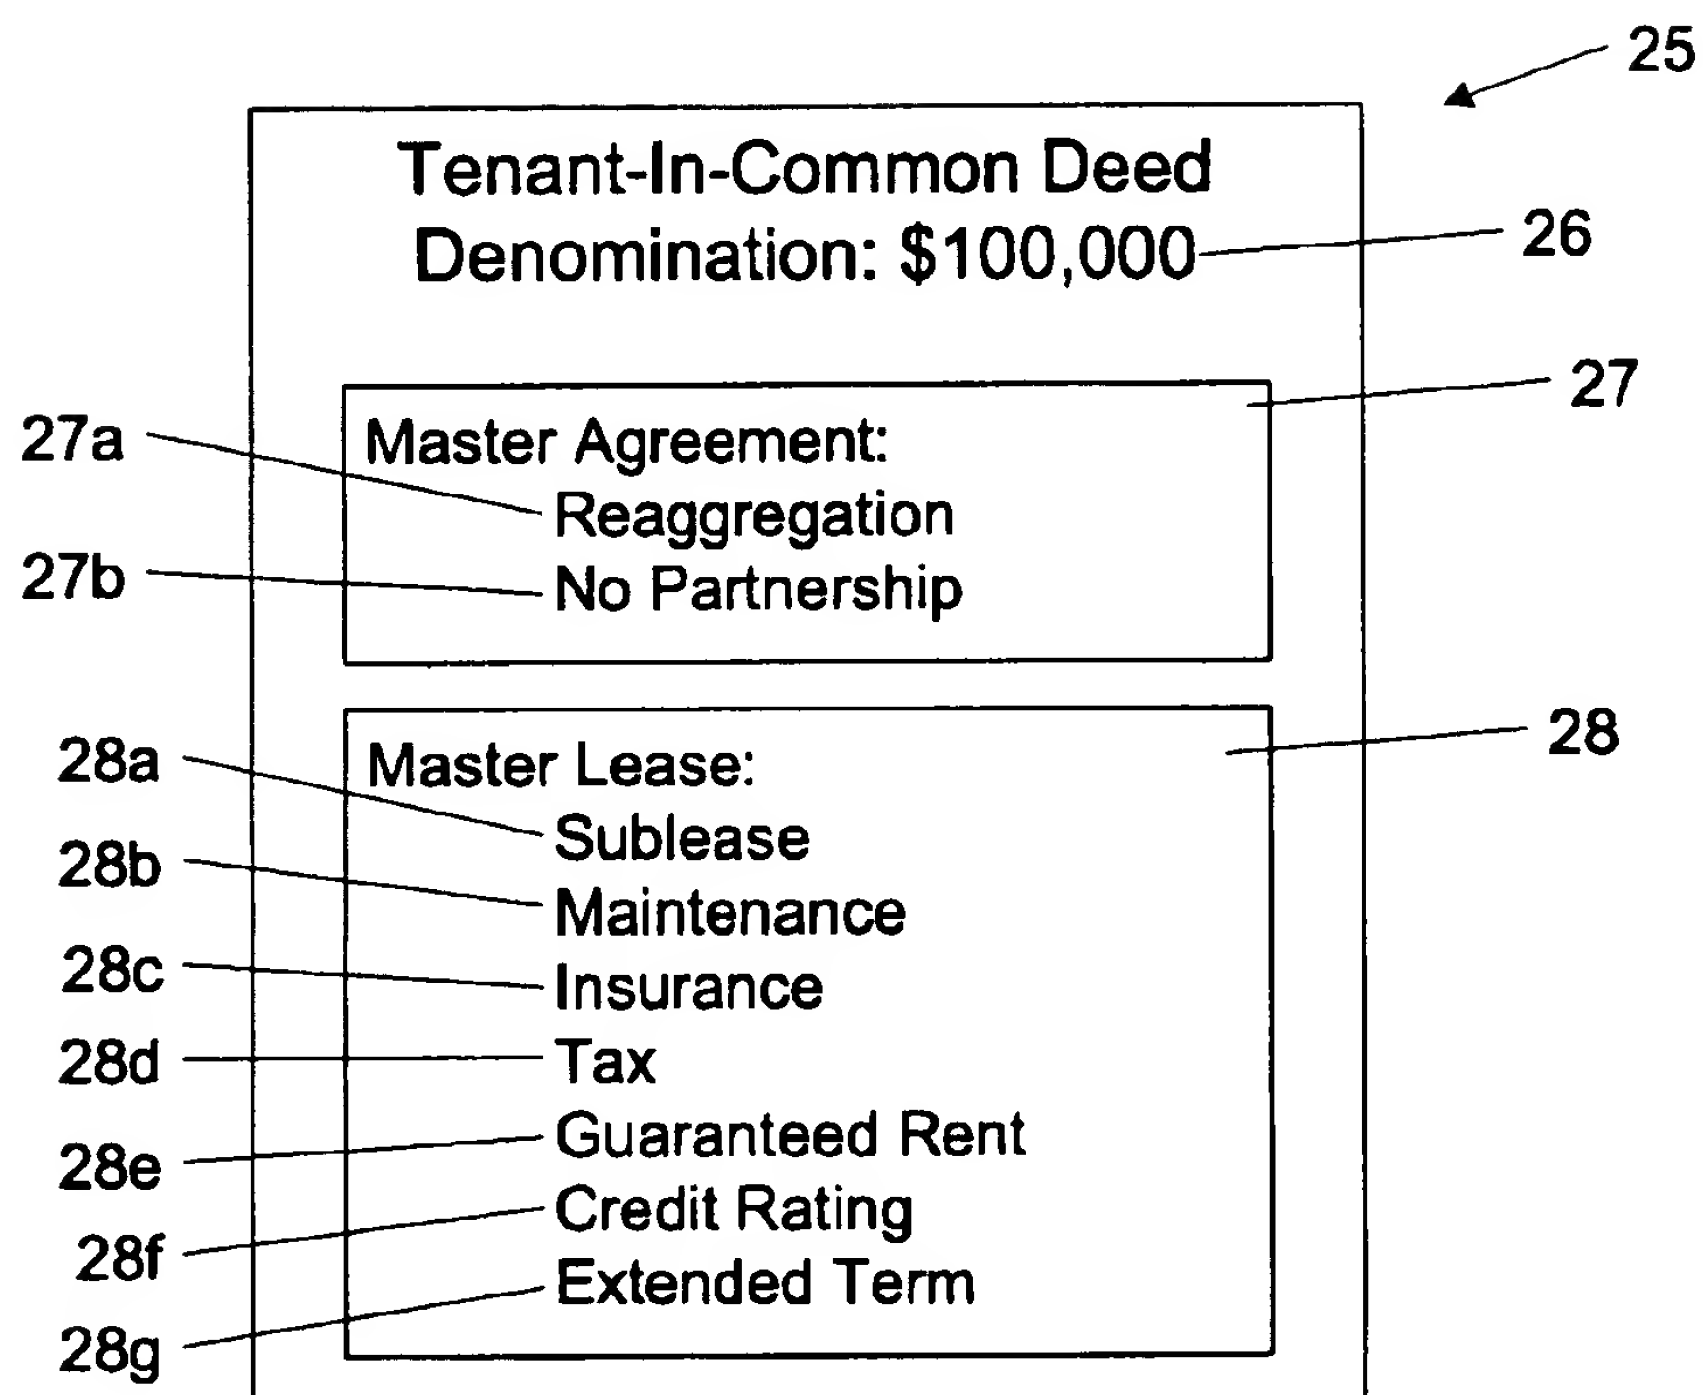 25
Tenant-In-Common Deed
Denomination: $100,000
26
27
27a
Master Agreement:
Reaggregation
27b
No Partnership
28
28a
Master Lease:
Sublease
28b
Maintenance
28c
Insurance
28d
Tax
28e
Guaranteed Rent
28f
Credit Rating
28g
Extended Term